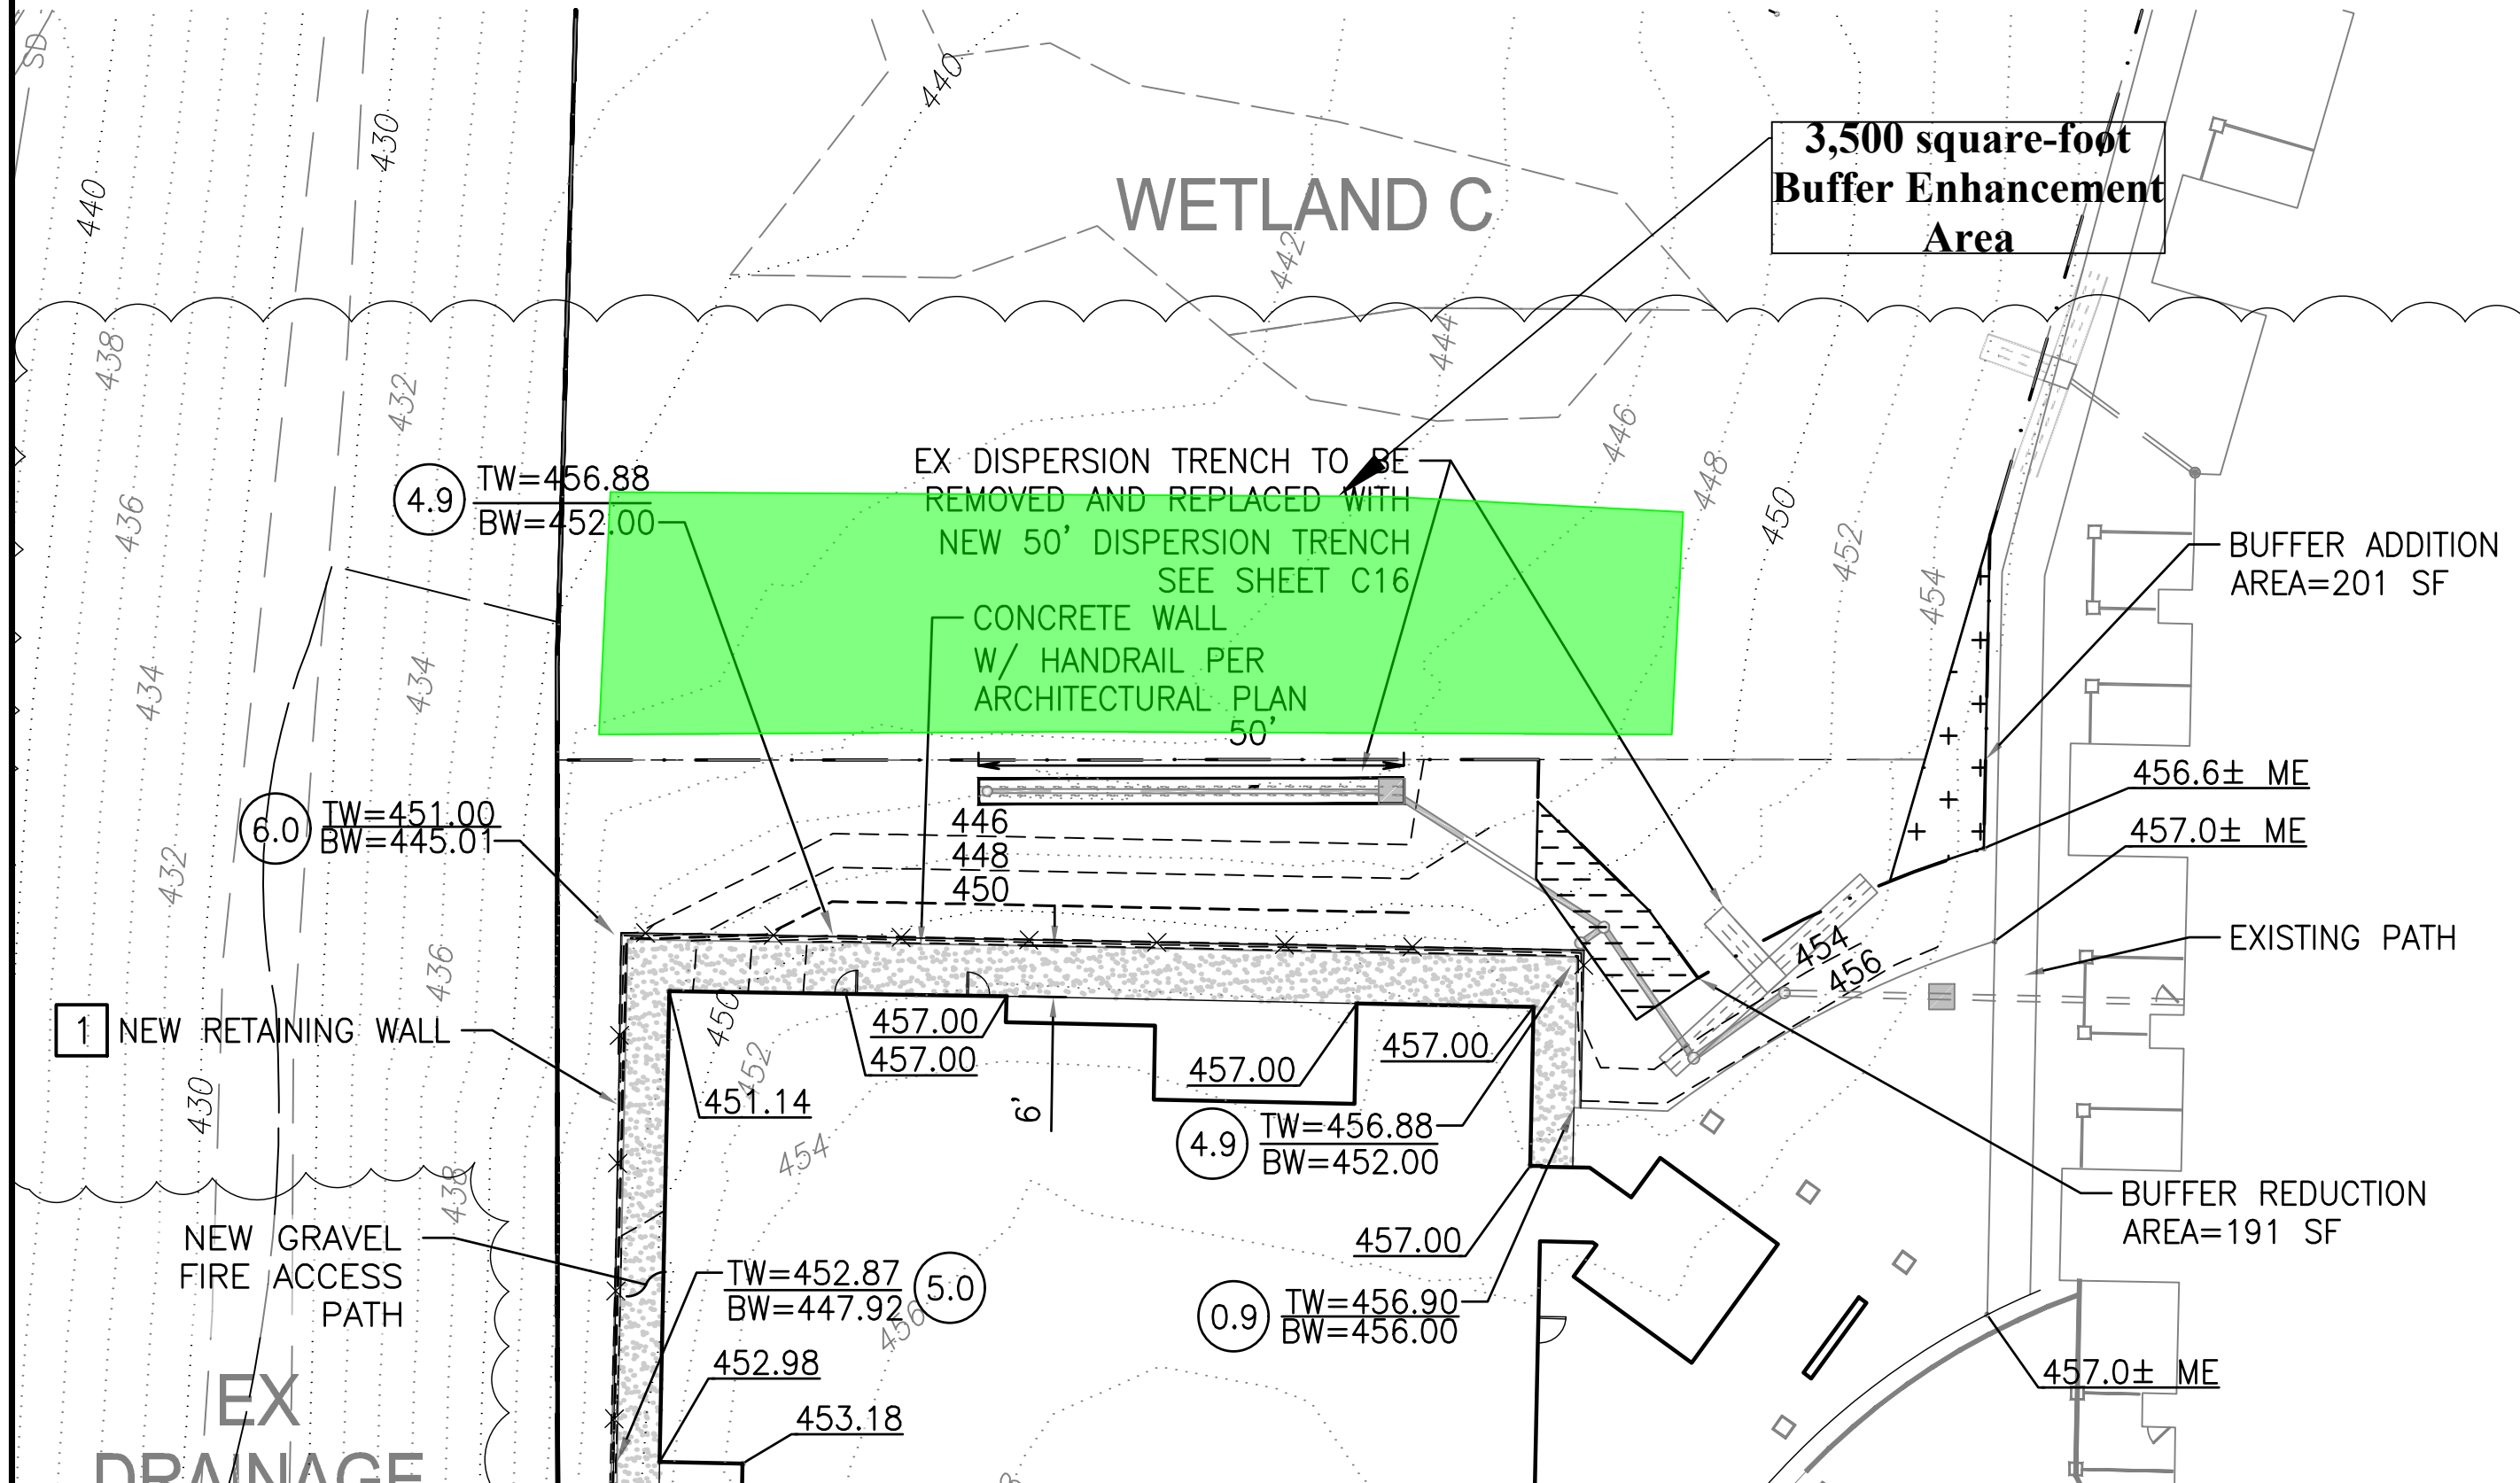 SD
440
430
440
WETLAND C
3,500 square-foot
Buffer Enhancement
Area
442
444
438
432
446
448
450
452
454
436
434
434
432
436
430
438
4.9
TW=456.88
BW=452.00
EX DISPERSION TRENCH TO BE
REMOVED AND REPLACED WITH
NEW 50' DISPERSION TRENCH
SEE SHEET C16
CONCRETE WALL
W/ HANDRAIL PER
ARCHITECTURAL PLAN
50'
BUFFER ADDITION
AREA=201 SF
456.6± ME
457.0± ME
6.0
TW=451.00
BW=445.01
446
448
450
454
456
EXISTING PATH
1
NEW RETAINING WALL
450
452
457.00
457.00
457.00
457.00
451.14
6'
454
4.9
TW=456.88
BW=452.00
BUFFER REDUCTION
AREA=191 SF
NEW GRAVEL
FIRE ACCESS
PATH
457.00
TW=452.87
BW=447.92
5.0
456
0.9
TW=456.90
BW=456.00
452.98
457.0± ME
453.18
EX
DRAINAGE